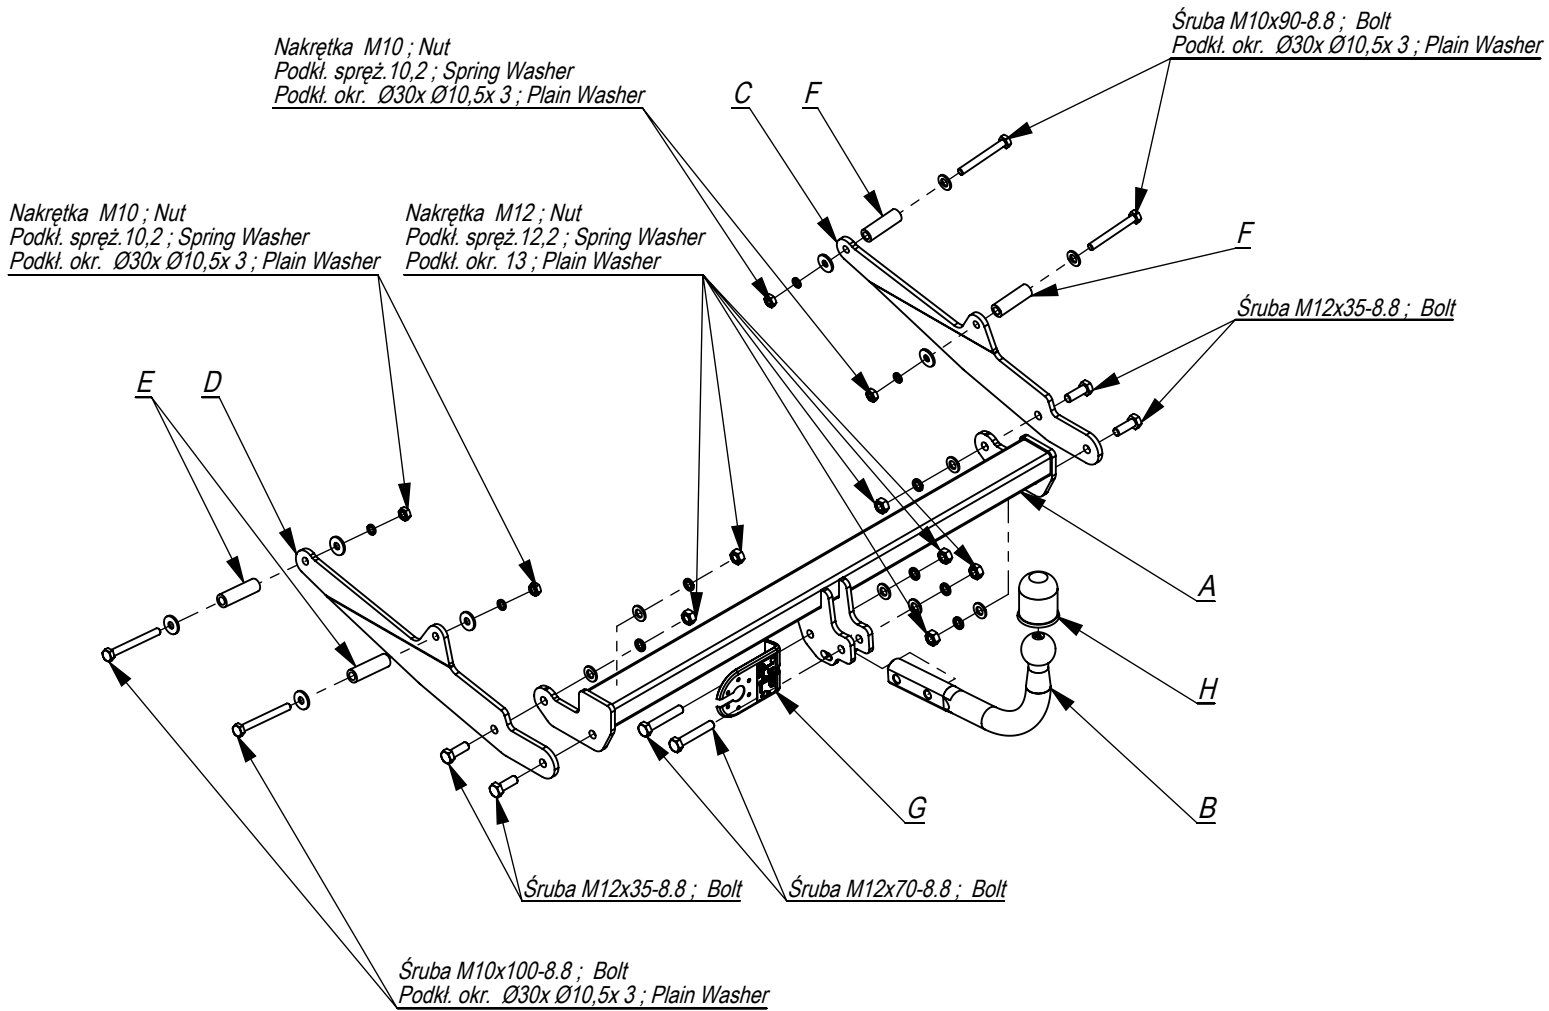 Śruba M10x90-8.8 ; Bolt
Podkł. okr. Ø30x Ø10,5x 3 ; Plain Washer
Nakrętka M10 ; Nut
Podkł. spręż.10,2 ; Spring Washer
Podkł. okr. Ø30x Ø10,5x 3 ; Plain Washer
C
F
Nakrętka M10 ; Nut
Podkł. spręż.10,2 ; Spring Washer
Podkł. okr. Ø30x Ø10,5x 3 ; Plain Washer
Nakrętka M12 ; Nut
Podkł. spręż.12,2 ; Spring Washer
Podkł. okr. 13 ; Plain Washer
F
Śruba M12x35-8.8 ; Bolt
E
D
A
H
G
B
Śruba M12x35-8.8 ; Bolt
Śruba M12x70-8.8 ; Bolt
Śruba M10x100-8.8 ; Bolt
Podkł. okr. Ø30x Ø10,5x 3 ; Plain Washer